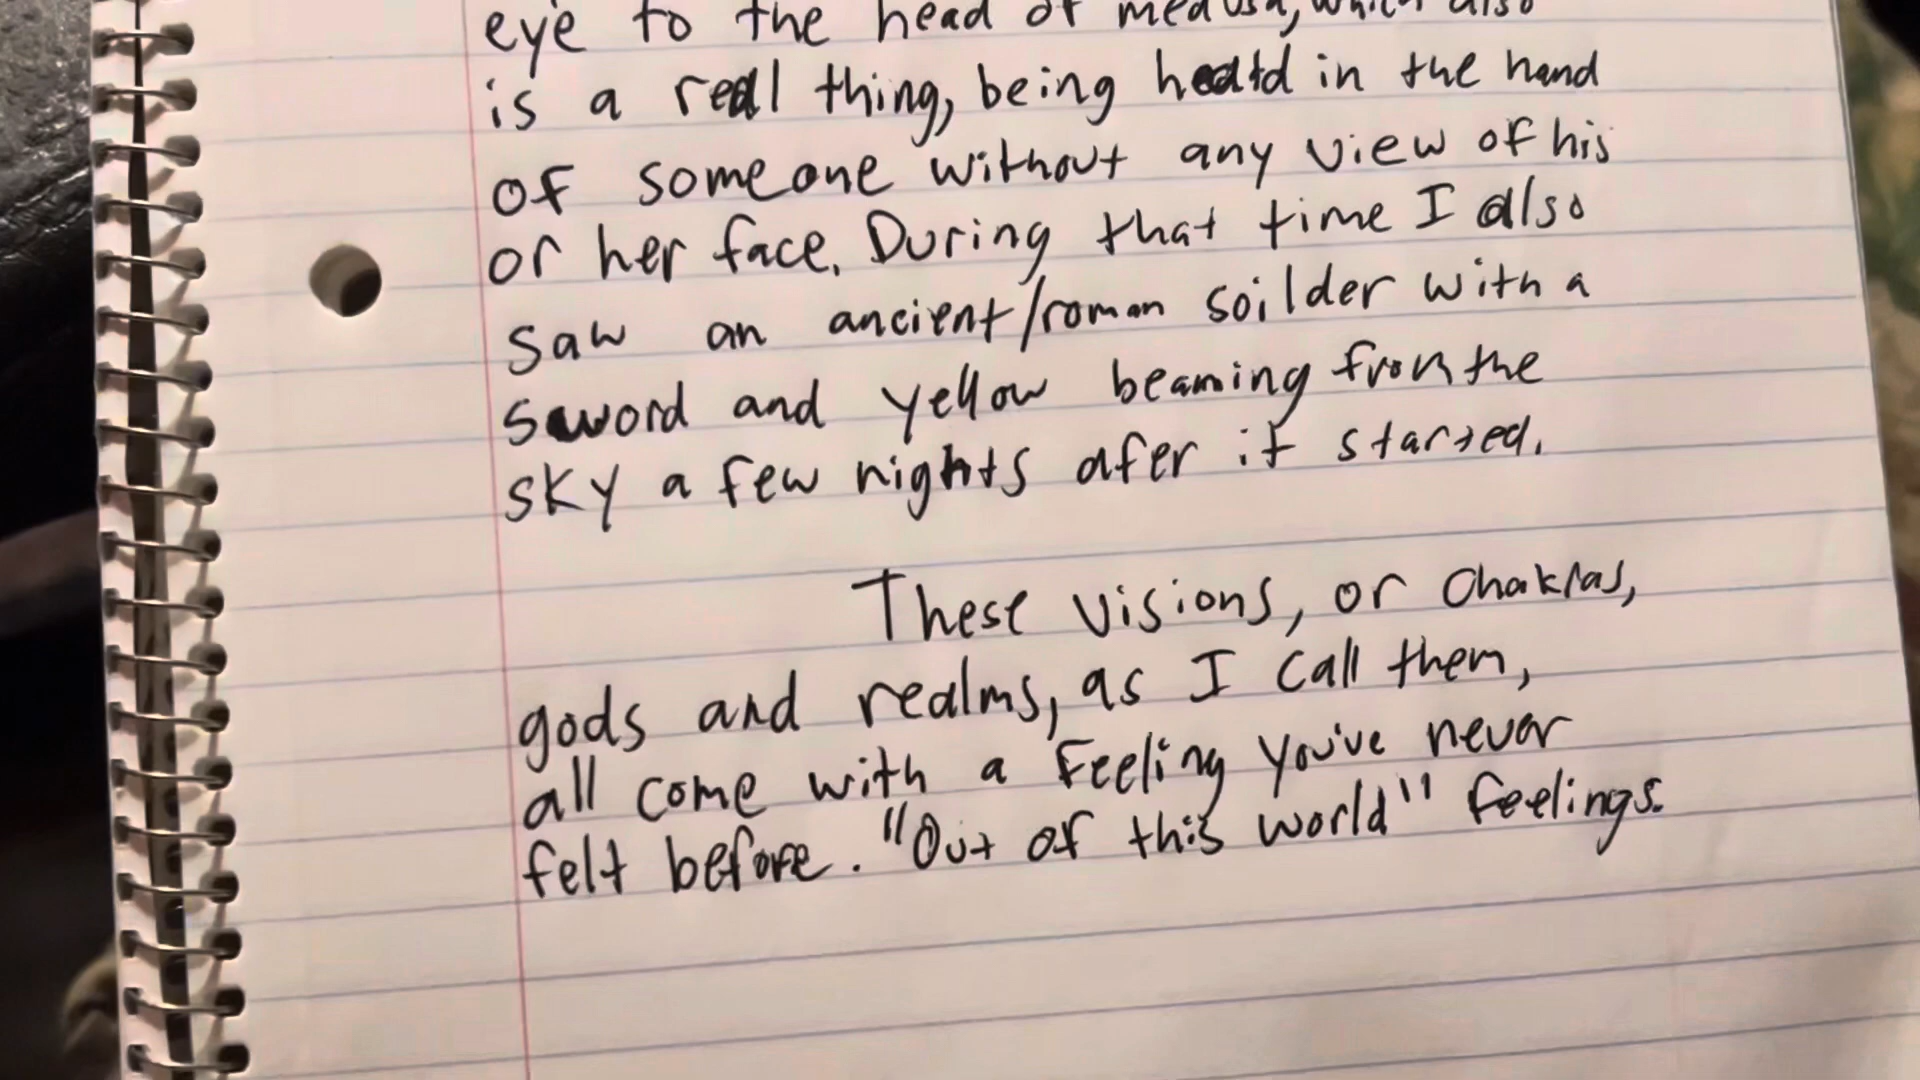 eye to the head of medusa, which also
is a real thing, being heatd in the hand
of someone without any view of his
or her face. During that time I also
saw an ancient/roman soilder with a
sword and yellow beaming from the
sky a few nights afer it started.
These visions, or Chakras,
gods and realms, as I call them,
all come with a feeling you've never
felt before. "Out of this world" feelings.